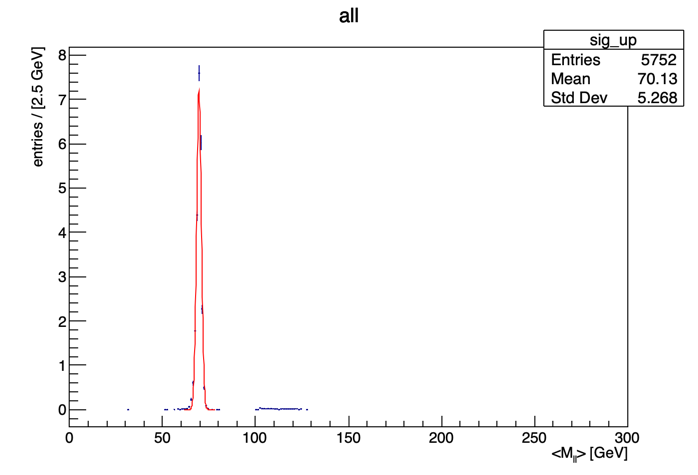 all
sig_up
Entries 5752
Mean 70.13
Std Dev 5.268
entries / [2.5 GeV]
8
7
6
5
4
3
2
1
0
0 50 100 150 200 250 300
<M_ll> [GeV]